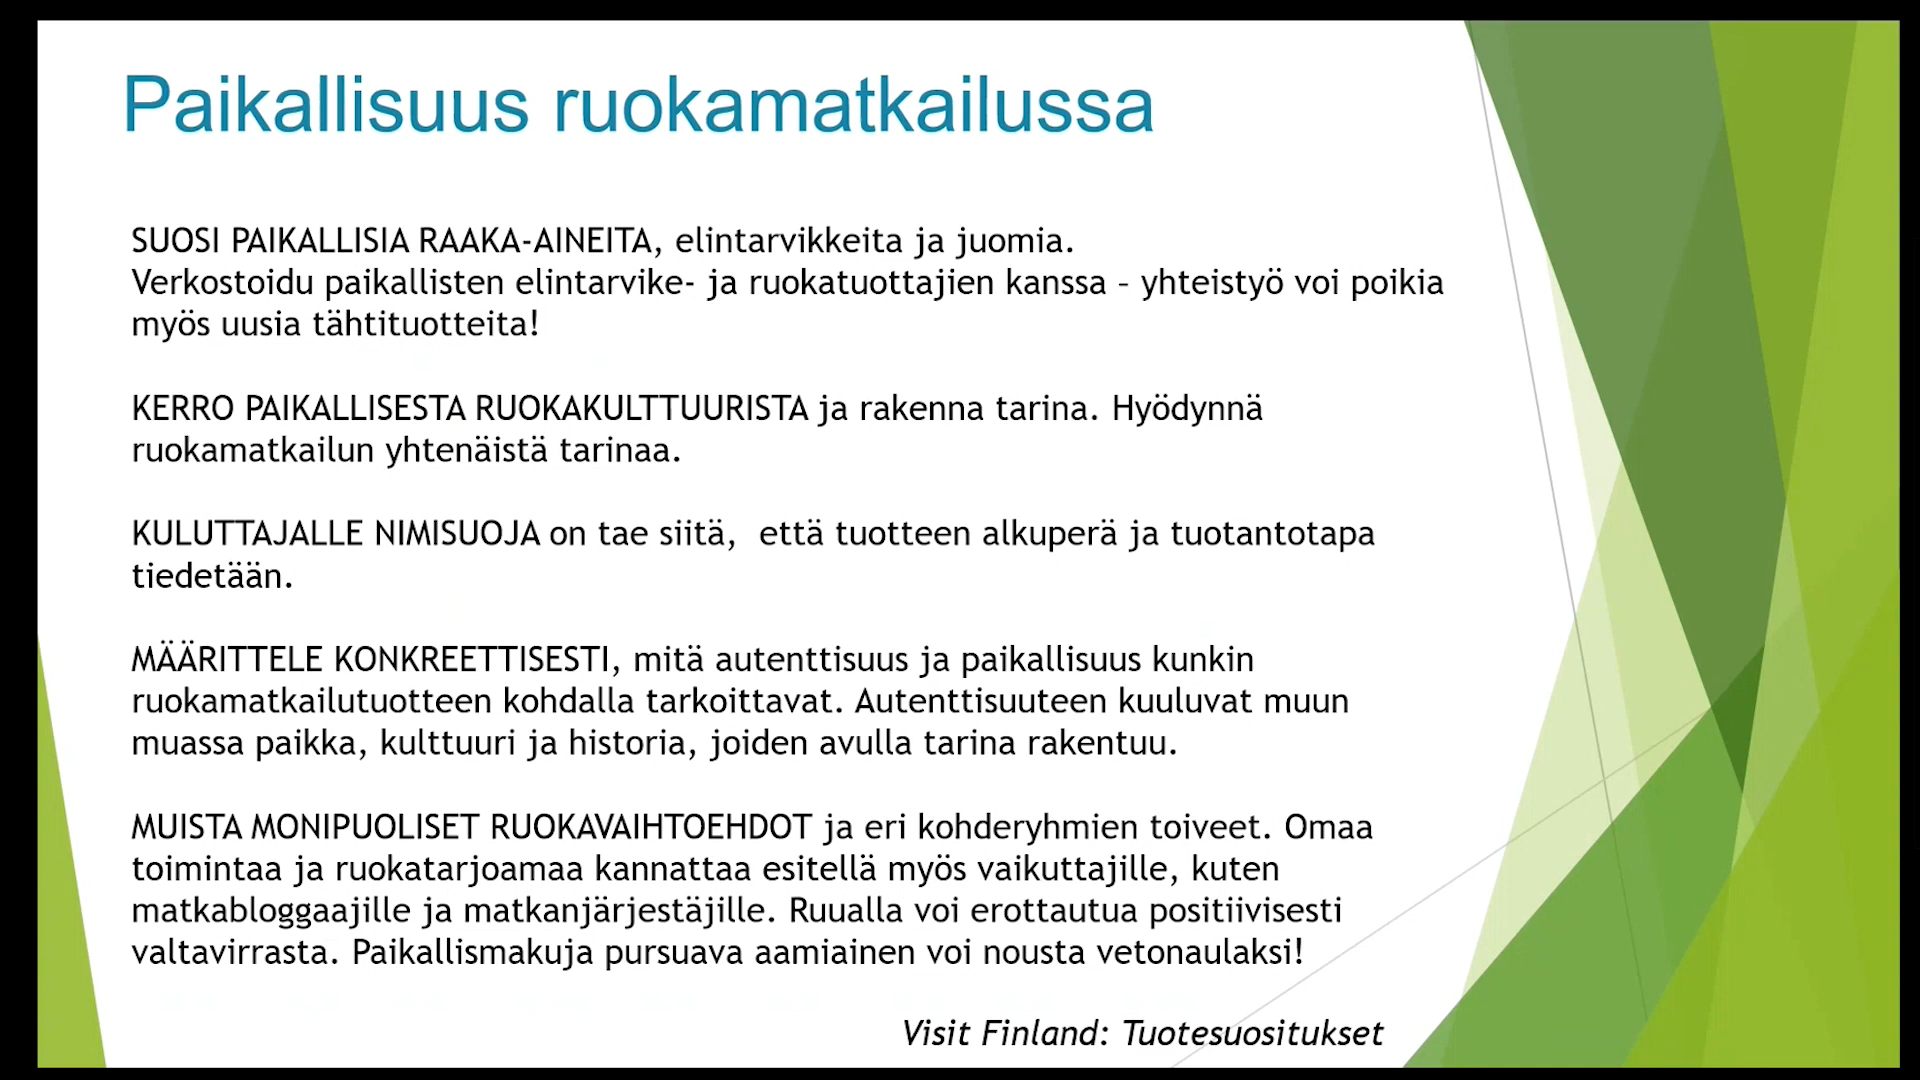 Paikallisuus ruokamatkailussa
SUOSI PAIKALLISIA RAAKA-AINEITA, elintarvikkeita ja juomia.
Verkostoidu paikallisten elintarvike- ja ruokatuottajien kanssa – yhteistyö voi poikia
myös uusia tähtituotteita!
KERRO PAIKALLISESTA RUOKAKULTTUURISTA ja rakenna tarina. Hyödynnä
ruokamatkailun yhtenäistä tarinaa.
KULUTTAJALLE NIMISUOJA on tae siitä,  että tuotteen alkuperä ja tuotantotapa
tiedetään.
MÄÄRITTELE KONKREETTISESTI, mitä autenttisuus ja paikallisuus kunkin
ruokamatkailutuotteen kohdalla tarkoittavat. Autenttisuuteen kuuluvat muun
muassa paikka, kulttuuri ja historia, joiden avulla tarina rakentuu.
MUISTA MONIPUOLISET RUOKAVAIHTOEHDOT ja eri kohderyhmien toiveet. Omaa
toimintaa ja ruokatarjoamaa kannattaa esitellä myös vaikuttajille, kuten
matkabloggaajille ja matkanjärjestäjille. Ruualla voi erottautua positiivisesti
valtavirrasta. Paikallismakuja pursuava aamiainen voi nousta vetonaulaksi!
Visit Finland: Tuotesuositukset